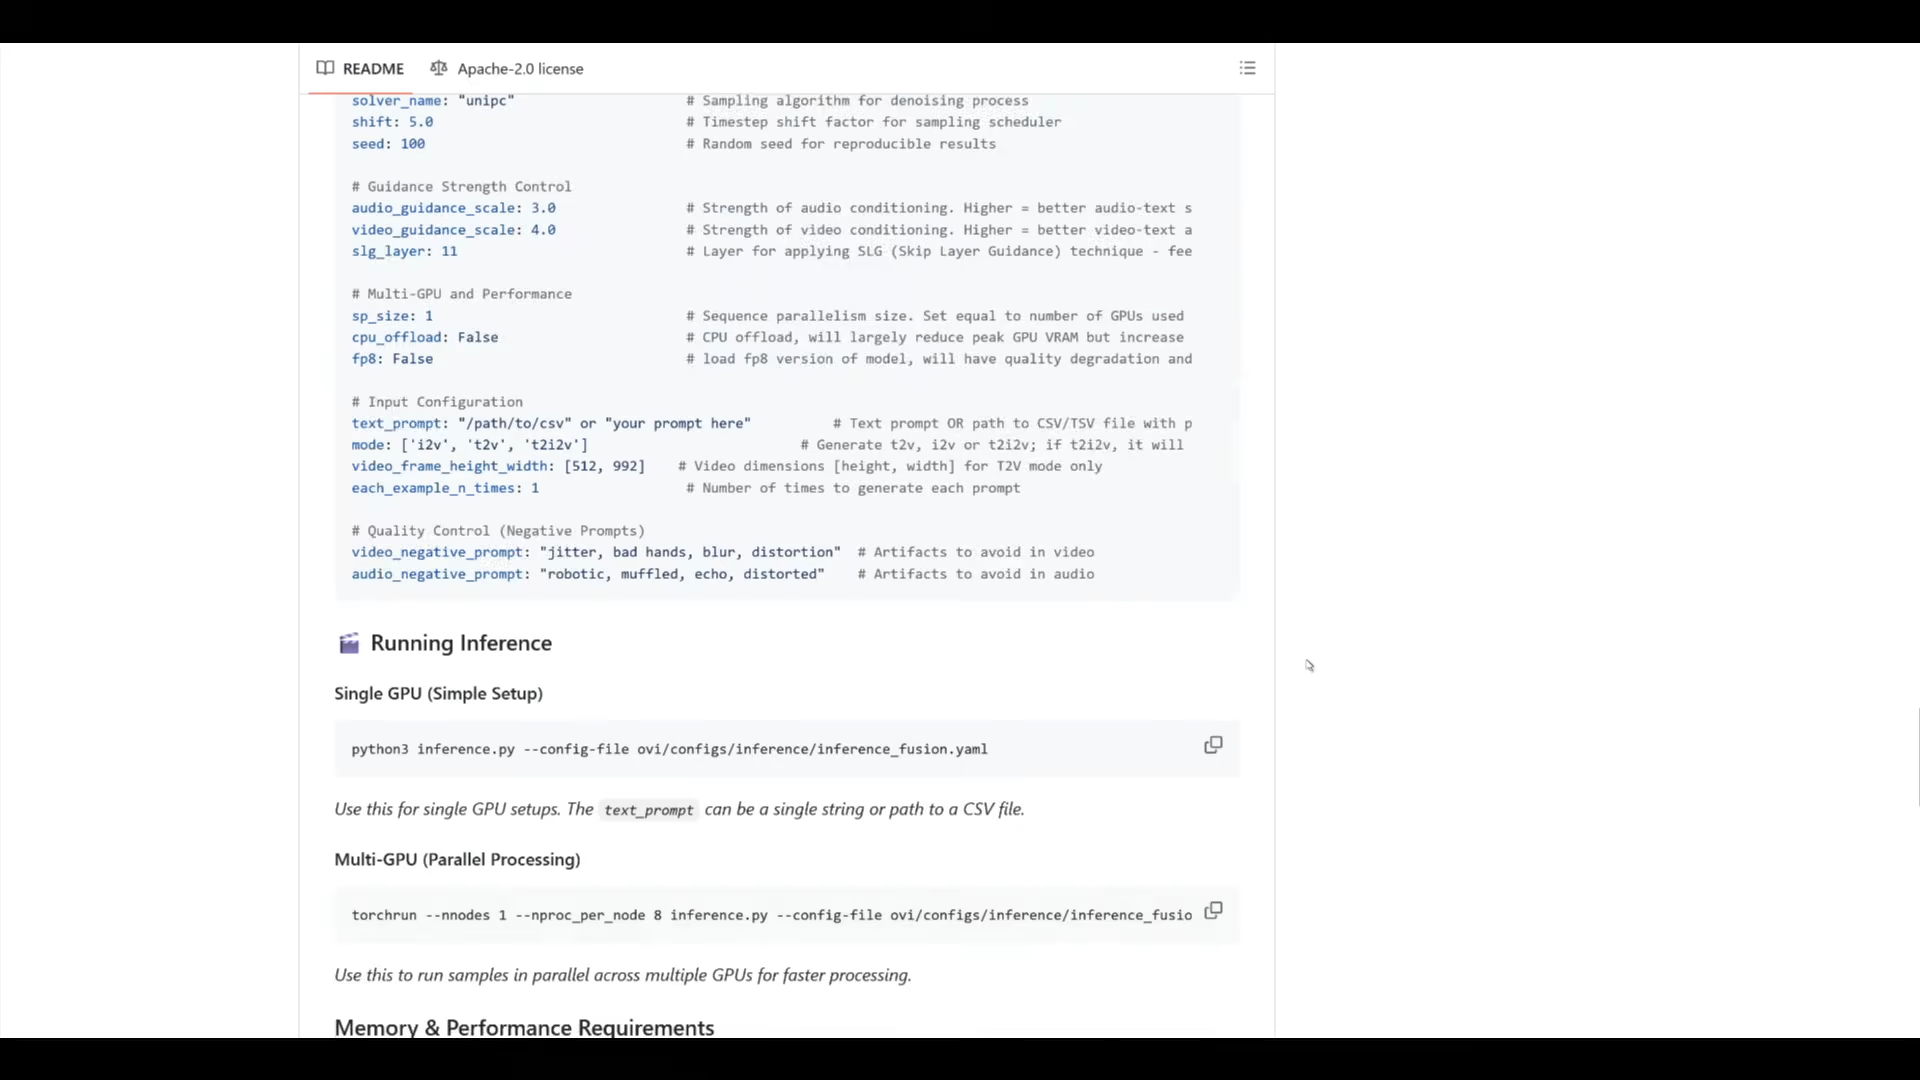 README Apache-2.0 license
solver_name: "unipc" # Sampling algorithm for denoising process
shift: 5.0 # Timestep shift factor for sampling scheduler
seed: 100 # Random seed for reproducible results
# Guidance Strength Control
audio_guidance_scale: 3.0 # Strength of audio conditioning. Higher = better audio-text s
video_guidance_scale: 4.0 # Strength of video conditioning. Higher = better video-text a
slg_layer: 11 # Layer for applying SLG (Skip Layer Guidance) technique - fee
# Multi-GPU and Performance
sp_size: 1 # Sequence parallelism size. Set equal to number of GPUs used
cpu_offload: False # CPU offload, will largely reduce peak GPU VRAM but increase
fp8: False # load fp8 version of model, will have quality degradation and
# Input Configuration
text_prompt: "/path/to/csv" or "your prompt here" # Text prompt OR path to CSV/TSV file with p
mode: ['i2v', 't2v', 't2i2v'] # Generate t2v, i2v or t2i2v; if t2i2v, it will
video_frame_height_width: [512, 992] # Video dimensions [height, width] for T2V mode only
each_example_n_times: 1 # Number of times to generate each prompt
# Quality Control (Negative Prompts)
video_negative_prompt: "jitter, bad hands, blur, distortion" # Artifacts to avoid in video
audio_negative_prompt: "robotic, muffled, echo, distorted" # Artifacts to avoid in audio
Running Inference
Single GPU (Simple Setup)
python3 inference.py --config-file ovi/configs/inference/inference_fusion.yaml
Use this for single GPU setups. The text_prompt can be a single string or path to a CSV file.
Multi-GPU (Parallel Processing)
torchrun --nnodes 1 --nproc_per_node 8 inference.py --config-file ovi/configs/inference/inference_fusio
Use this to run samples in parallel across multiple GPUs for faster processing.
Memory & Performance Requirements